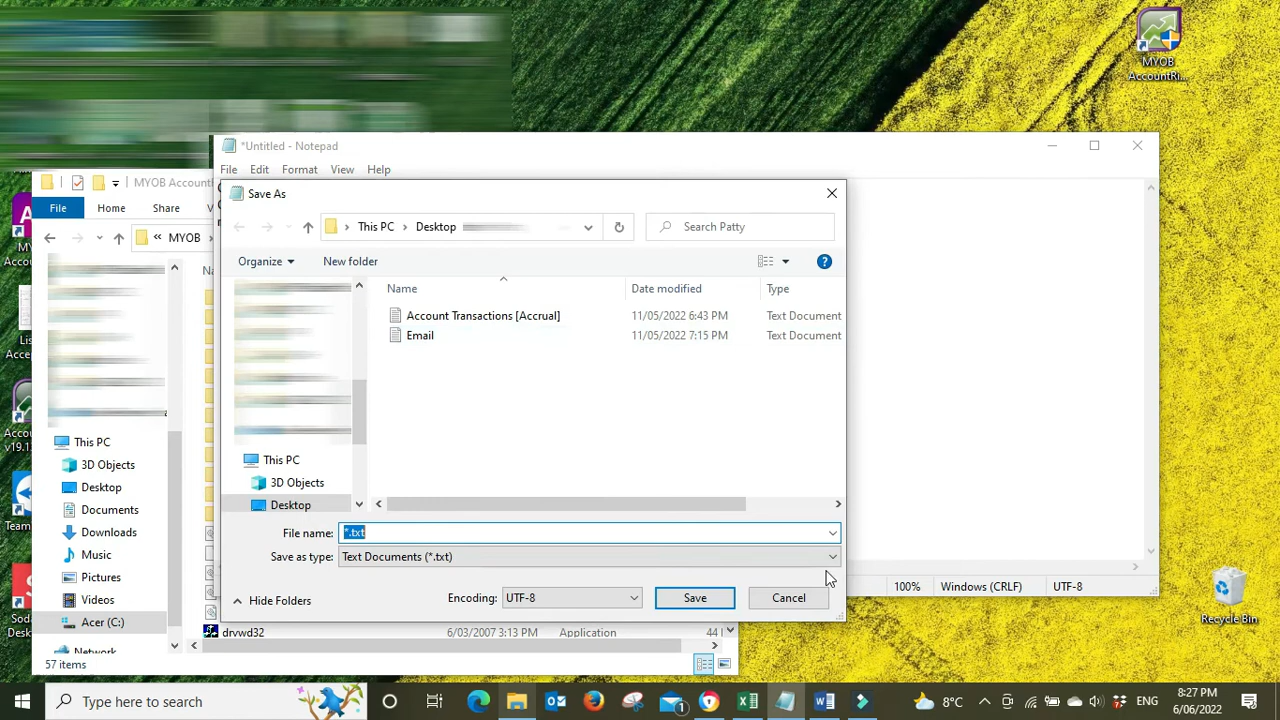 MYOB
AccountRi...
*Untitled - Notepad
File Edit Format View Help
Save As
MYOB AccountR
File Home Share
This PC > Desktop
Search Patty
« MYOB >
Organize New folder
Name Date modified Type
Account Transactions [Accrual] 11/05/2022 6:43 PM Text Document
Email 11/05/2022 7:15 PM Text Document
This PC
3D Objects
Desktop
This PC
3D Objects
Desktop
Documents
Downloads
Music
Pictures
Videos
Acer (C:)
Network
File name: *.txt
Save as type: Text Documents (*.txt)
Hide Folders
Encoding: UTF-8
Save Cancel
100% Windows (CRLF) UTF-8
drvwd32 6/03/2007 3:13 PM Application 44
57 items
Recycle Bin
Type here to search
8°C
ENG
8:27 PM
6/06/2022